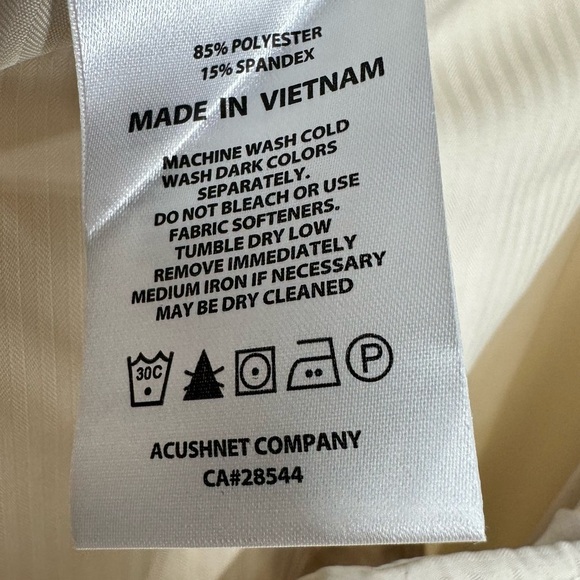 85% POLYESTER
15% SPANDEX
MADE IN VIETNAM
MACHINE WASH COLD
WASH DARK COLORS
SEPARATELY.
DO NOT BLEACH OR USE
FABRIC SOFTENERS.
TUMBLE DRY LOW
REMOVE IMMEDIATELY
MEDIUM IRON IF NECESSARY
MAY BE DRY CLEANED
30C P
ACUSHNET COMPANY
CA#28544